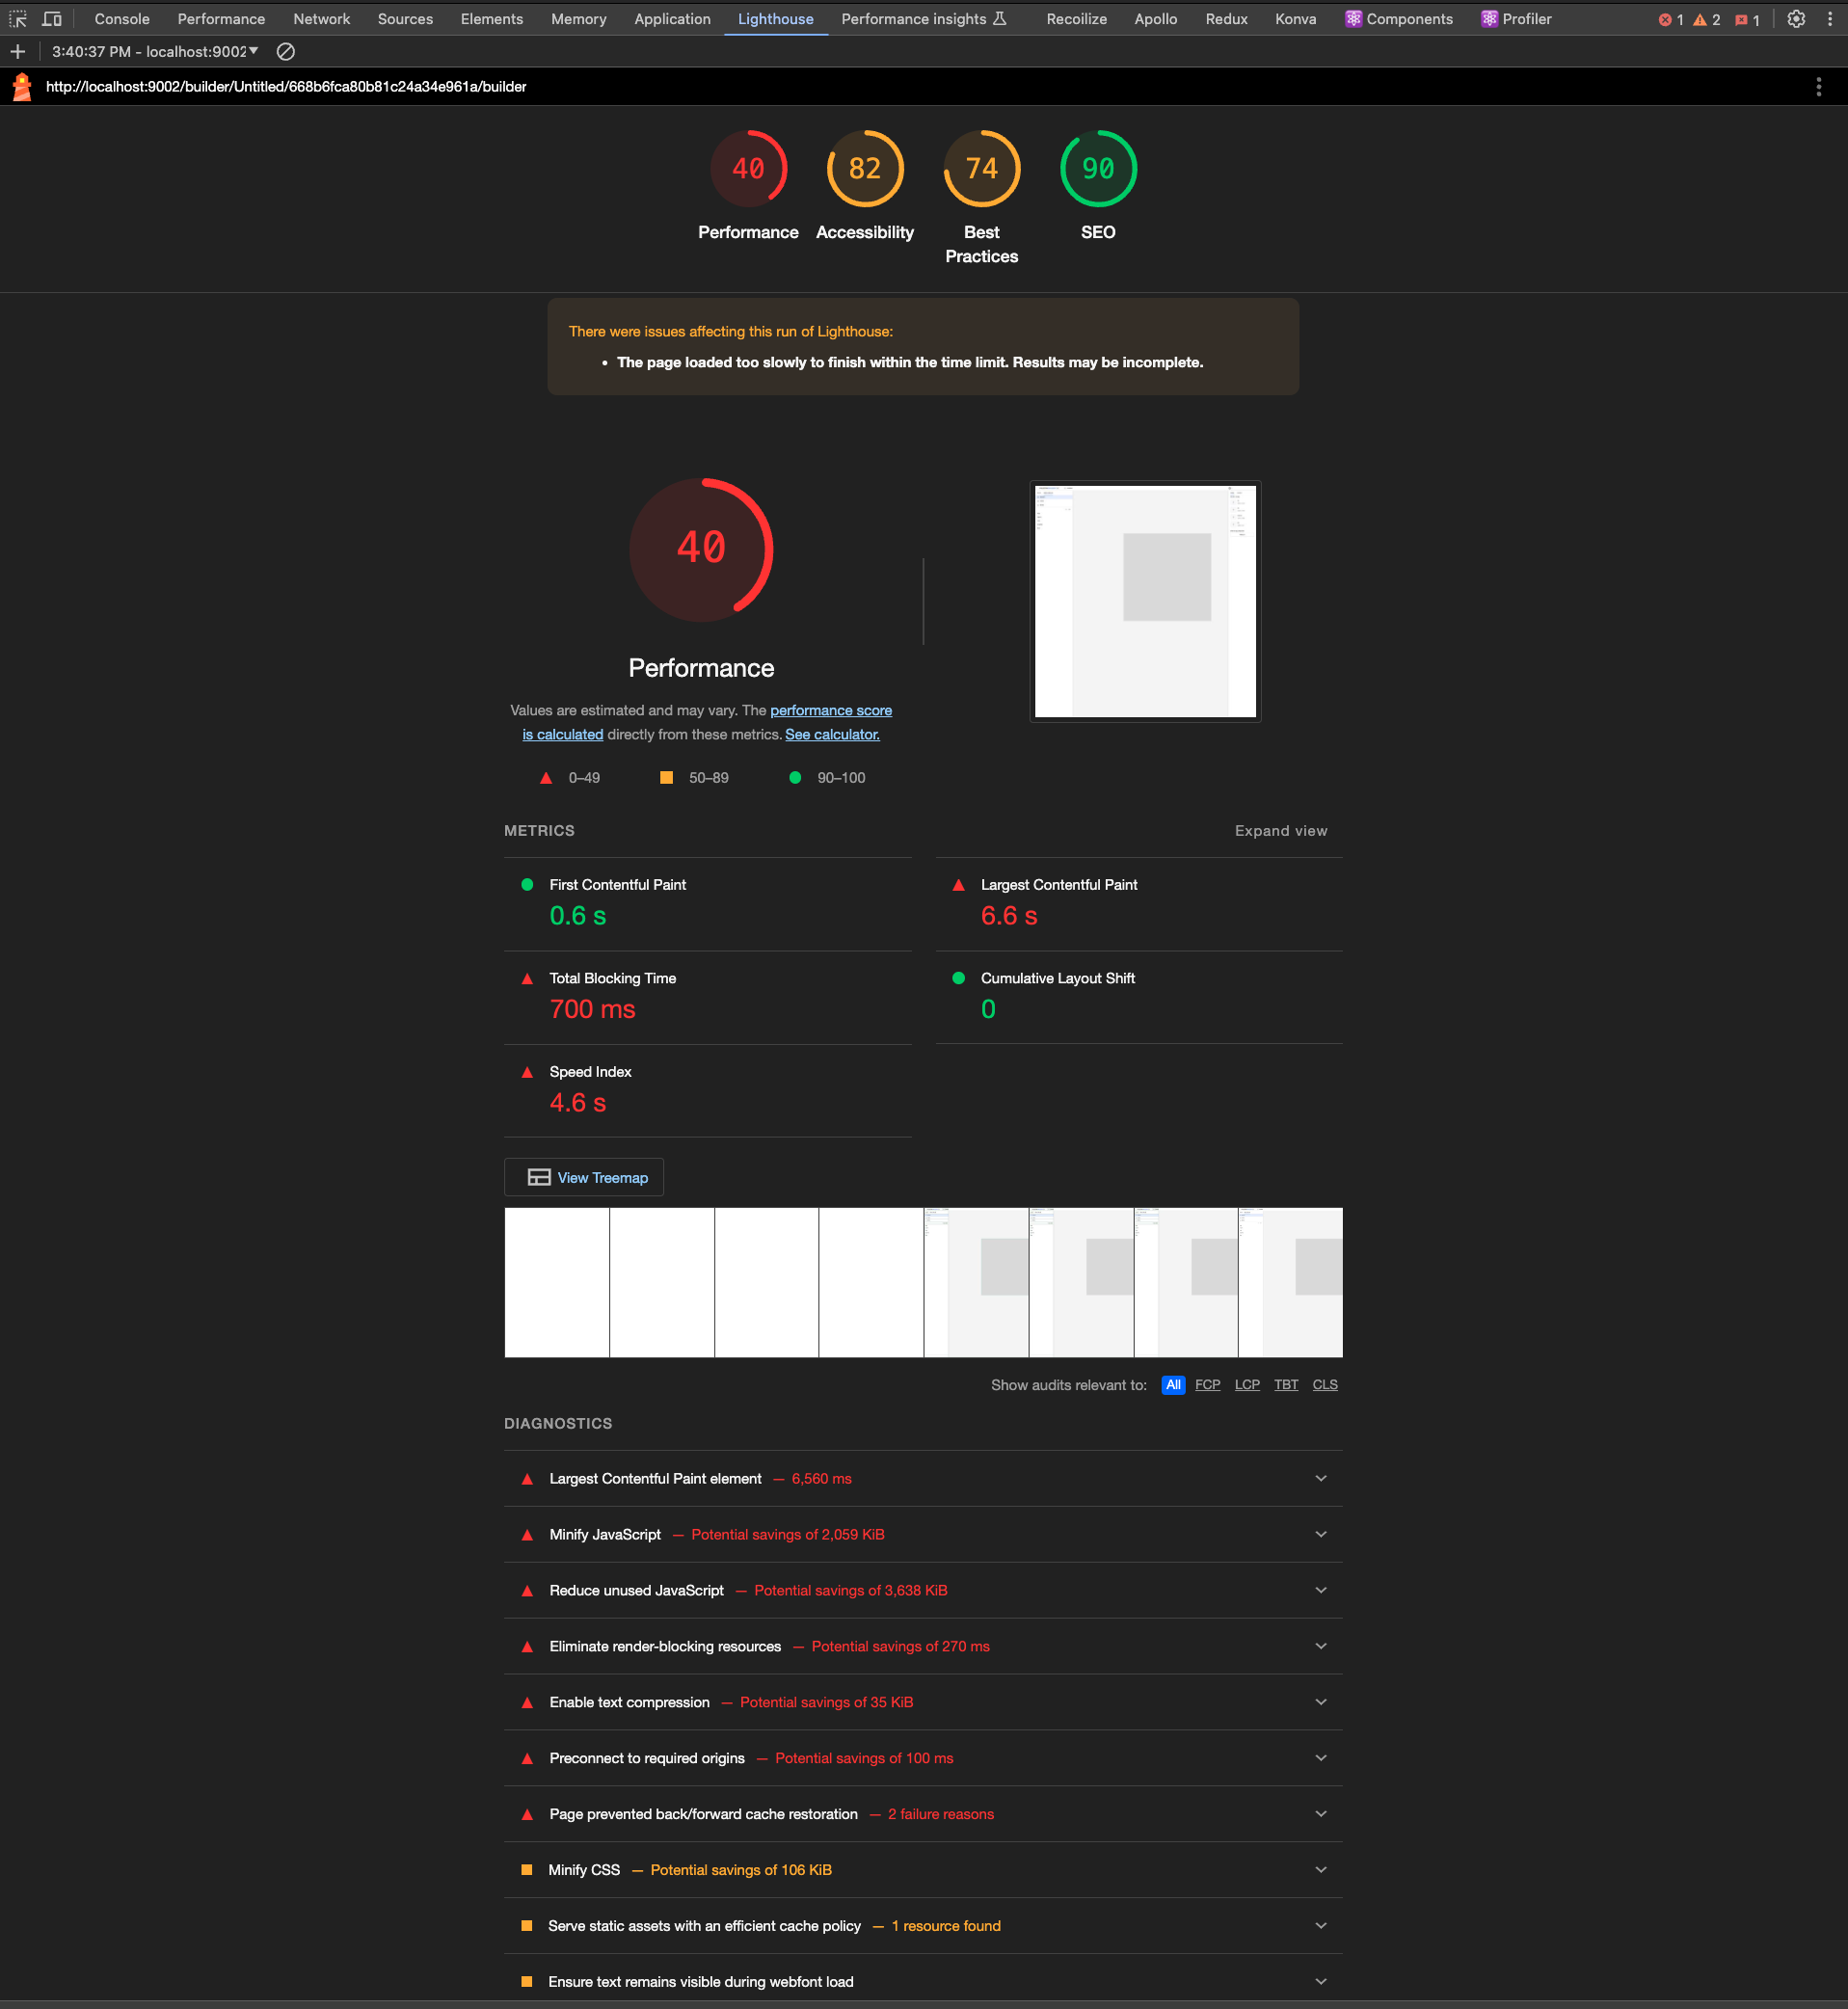 Console Performance Network Sources Elements Memory Application Lighthouse Performance insights Recoilize Apollo Redux Konva Components Profiler 1 2 1
3:40:37 PM - localhost:9002
http://localhost:9002/builder/Untitled/668b6fca80b81c24a34e961a/builder
40 82 74 90
Performance Accessibility Best Practices SEO
There were issues affecting this run of Lighthouse:
• The page loaded too slowly to finish within the time limit. Results may be incomplete.
40
Performance
Values are estimated and may vary. The performance score
is calculated directly from these metrics. See calculator.
0–49 50–89 90–100
METRICS Expand view
First Contentful Paint
0.6 s
Largest Contentful Paint
6.6 s
Total Blocking Time
700 ms
Cumulative Layout Shift
0
Speed Index
4.6 s
View Treemap
Show audits relevant to: All FCP LCP TBT CLS
DIAGNOSTICS
Largest Contentful Paint element — 6,560 ms
Minify JavaScript — Potential savings of 2,059 KiB
Reduce unused JavaScript — Potential savings of 3,638 KiB
Eliminate render-blocking resources — Potential savings of 270 ms
Enable text compression — Potential savings of 35 KiB
Preconnect to required origins — Potential savings of 100 ms
Page prevented back/forward cache restoration — 2 failure reasons
Minify CSS — Potential savings of 106 KiB
Serve static assets with an efficient cache policy — 1 resource found
Ensure text remains visible during webfont load